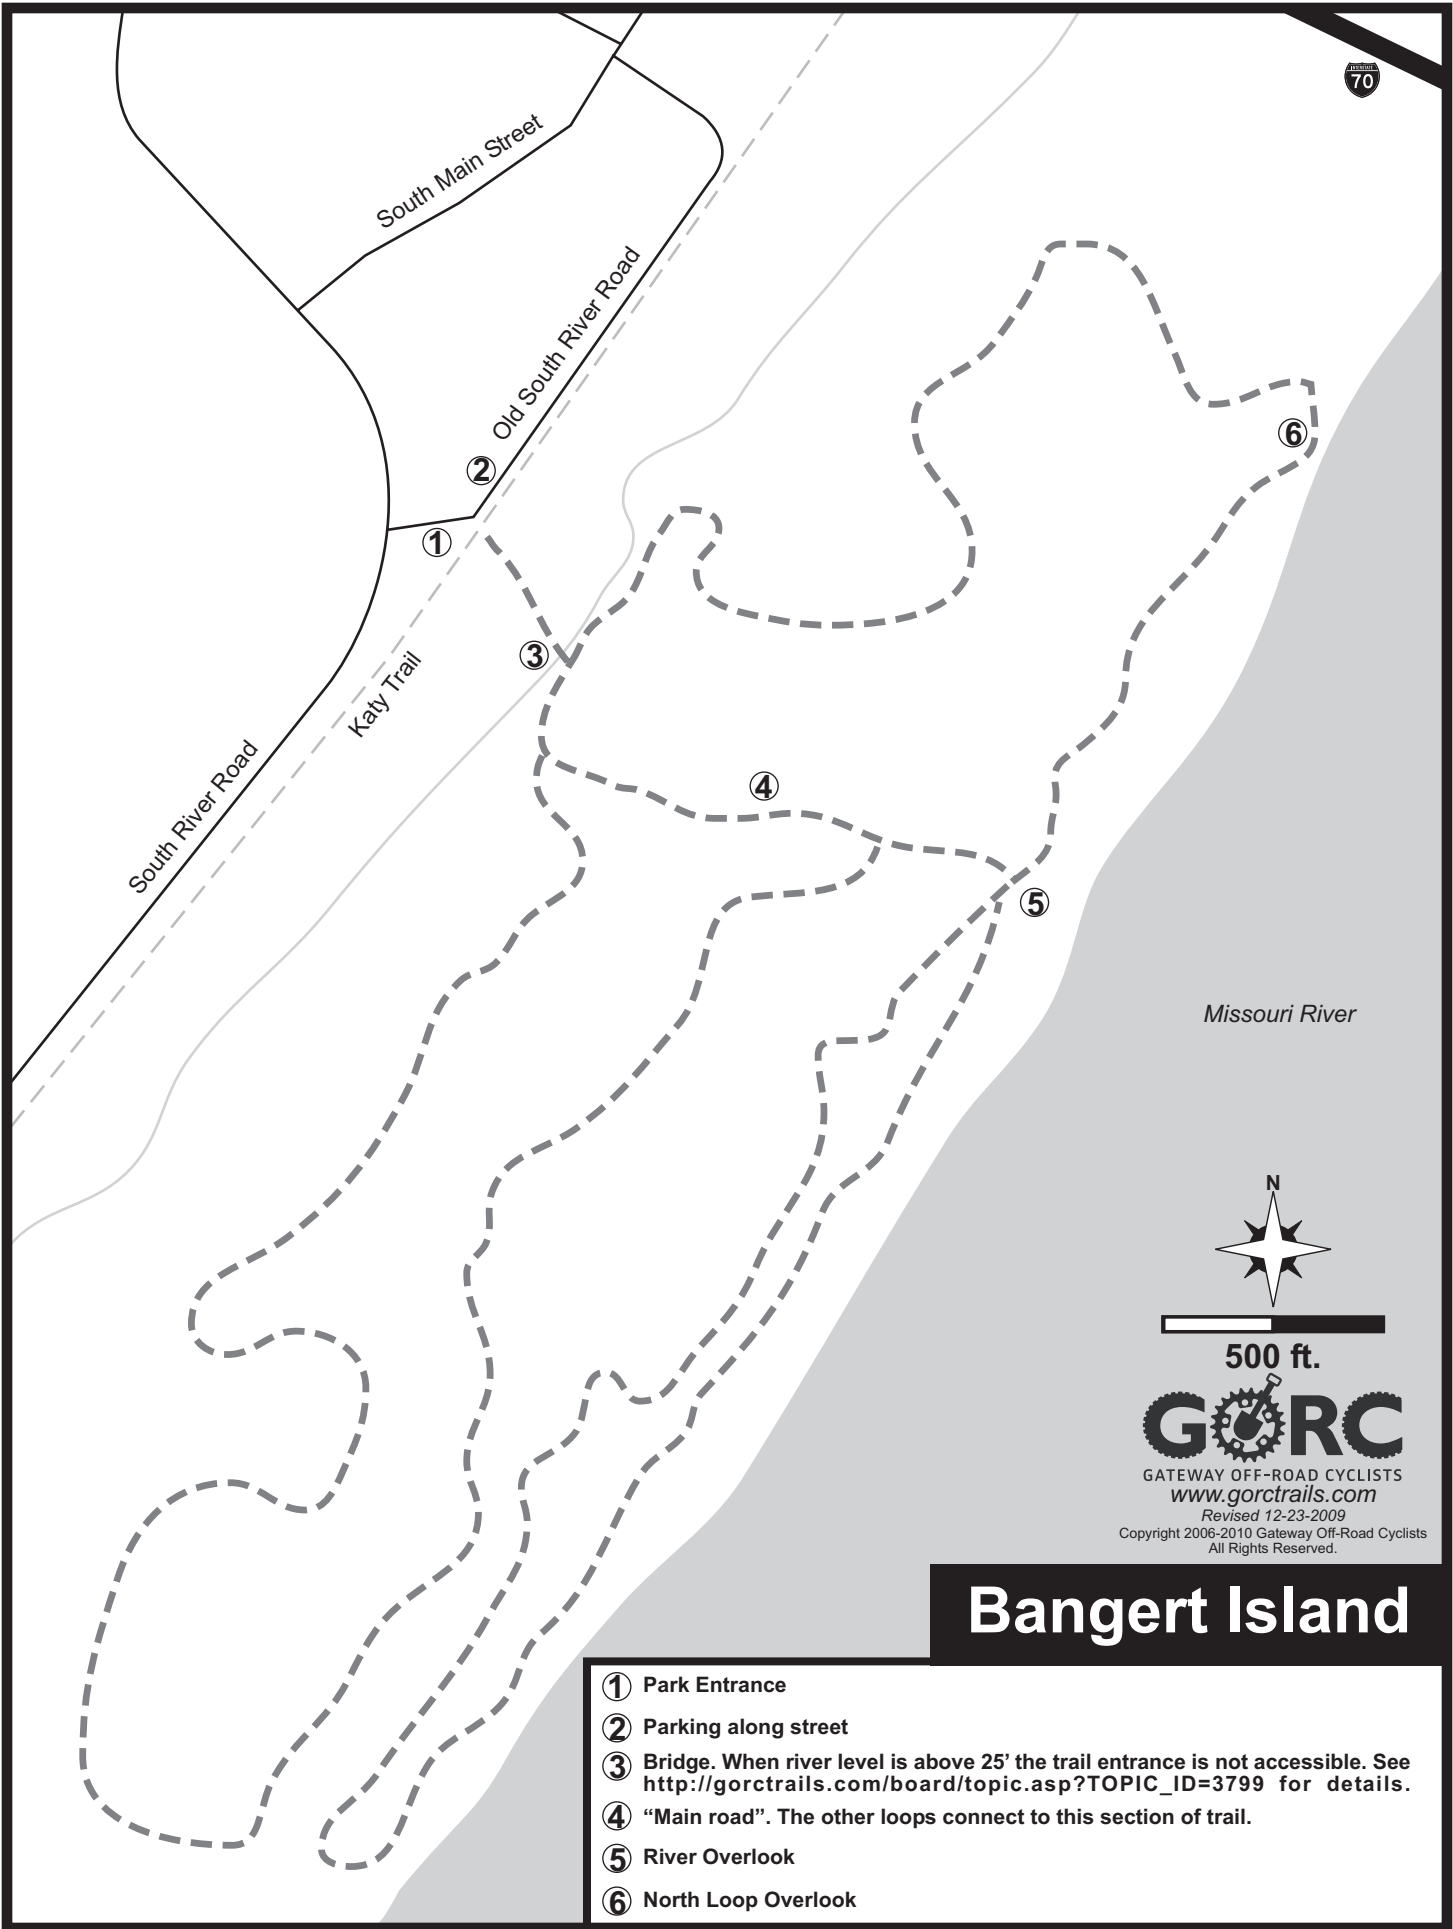 INTERSTATE
70
South Main Street
Old South River Road
6
2
1
3
Katy Trail
4
South River Road
5
Missouri River
N
500 ft.
GORC
GATEWAY OFF-ROAD CYCLISTS
www.gorctrails.com
Revised 12-23-2009
Copyright 2006-2010 Gateway Off-Road Cyclists
All Rights Reserved.
Bangert Island
1 Park Entrance
2 Parking along street
3 Bridge. When river level is above 25’ the trail entrance is not accessible. See
http://gorctrails.com/board/topic.asp?TOPIC_ID=3799 for details.
4 “Main road”. The other loops connect to this section of trail.
5 River Overlook
6 North Loop Overlook